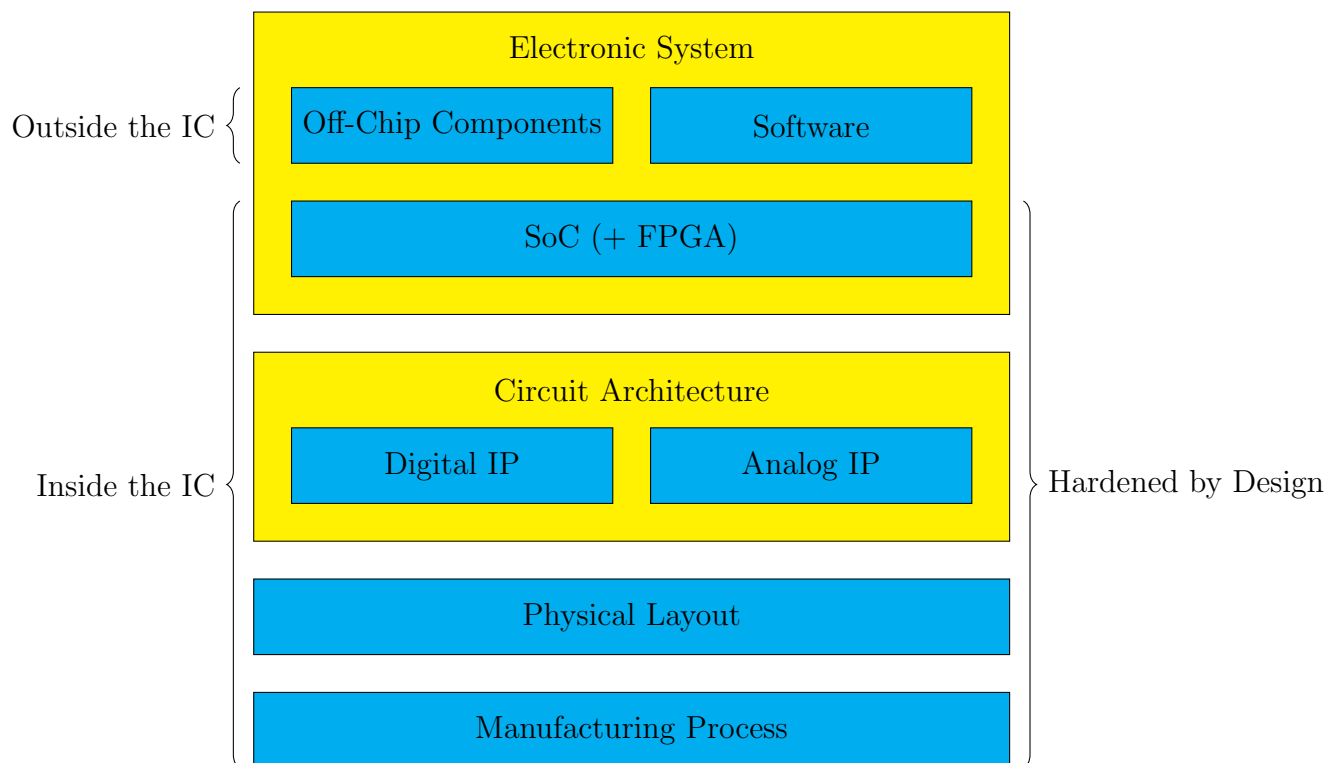 Electronic System
Outside the IC
Off-Chip Components
Software
SoC (+ FPGA)
Circuit Architecture
Digital IP
Analog IP
Inside the IC
Hardened by Design
Physical Layout
Manufacturing Process